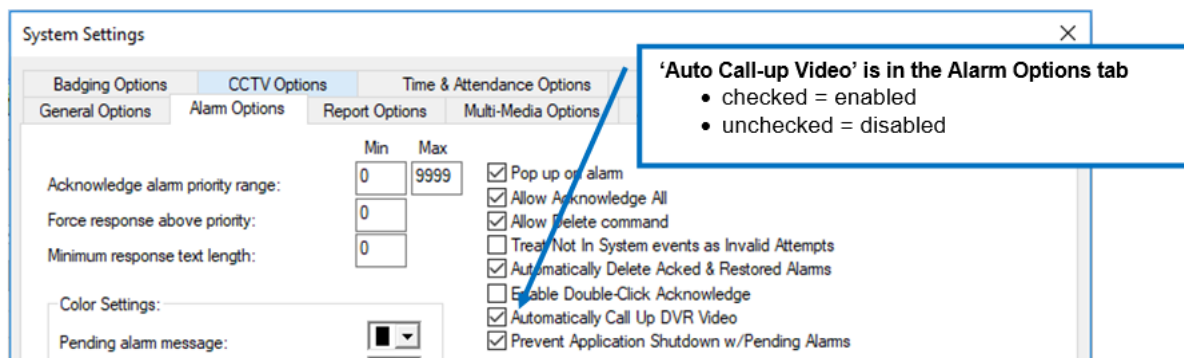 System Settings
‘Auto Call-up Video’ is in the Alarm Options tab
• checked = enabled
• unchecked = disabled
Badging Options
CCTV Options
Time & Attendance Options
General Options
Alarm Options
Report Options
Multi-Media Options
Min
Max
Acknowledge alarm priority range:
0
9999
Force response above priority:
0
Minimum response text length:
0
Color Settings:
Pending alarm message:
Pop up on alarm
Allow Acknowledge All
Allow Delete command
Treat Not In System events as Invalid Attempts
Automatically Delete Acked & Restored Alarms
Enable Double-Click Acknowledge
Automatically Call Up DVR Video
Prevent Application Shutdown w/Pending Alarms